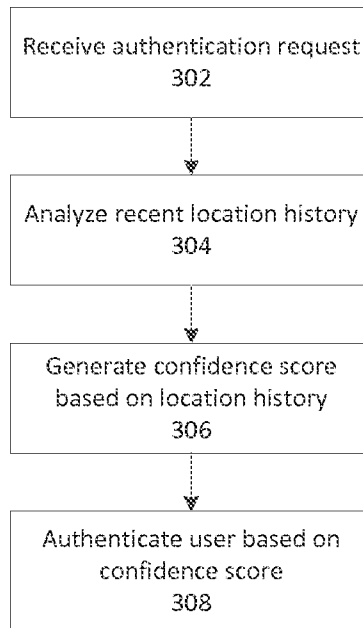 Receive authentication request
302
Analyze recent location history
304
Generate confidence score
based on location history
306
Authenticate user based on
confidence score
308